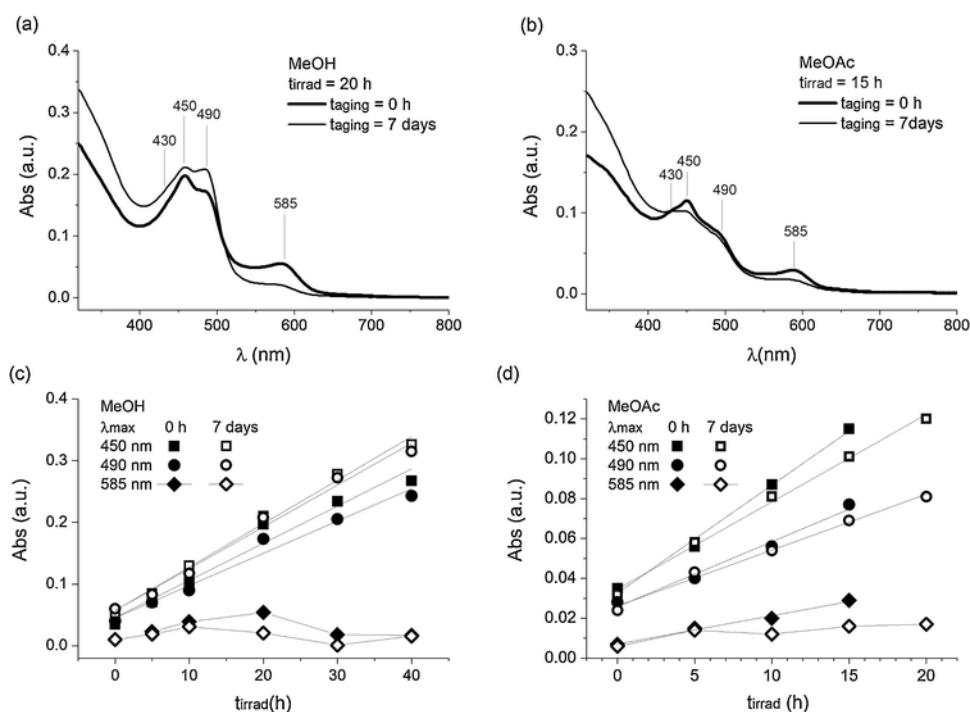 (a)
MeOH
tirrad = 20 h
taging = 0 h
taging = 7 days
430
450
490
585
Abs (a.u.)
0.4
0.3
0.2
0.1
0.0
400 500 600 700 800
λ (nm)
(b)
MeOAc
tirrad = 15 h
taging = 0 h
taging = 7days
430
450
490
585
Abs (a.u.)
0.3
0.2
0.1
0.0
400 500 600 700 800
λ(nm)
(c)
MeOH
λmax 0 h 7 days
450 nm
490 nm
585 nm
Abs (a.u.)
0.4
0.3
0.2
0.1
0.0
0 10 20 30 40
tirrad(h)
(d)
MeOAc
λmax 0 h 7 days
450 nm
490 nm
585 nm
Abs (a.u.)
0.12
0.10
0.08
0.06
0.04
0.02
0.00
0 5 10 15 20
tirrad (h)